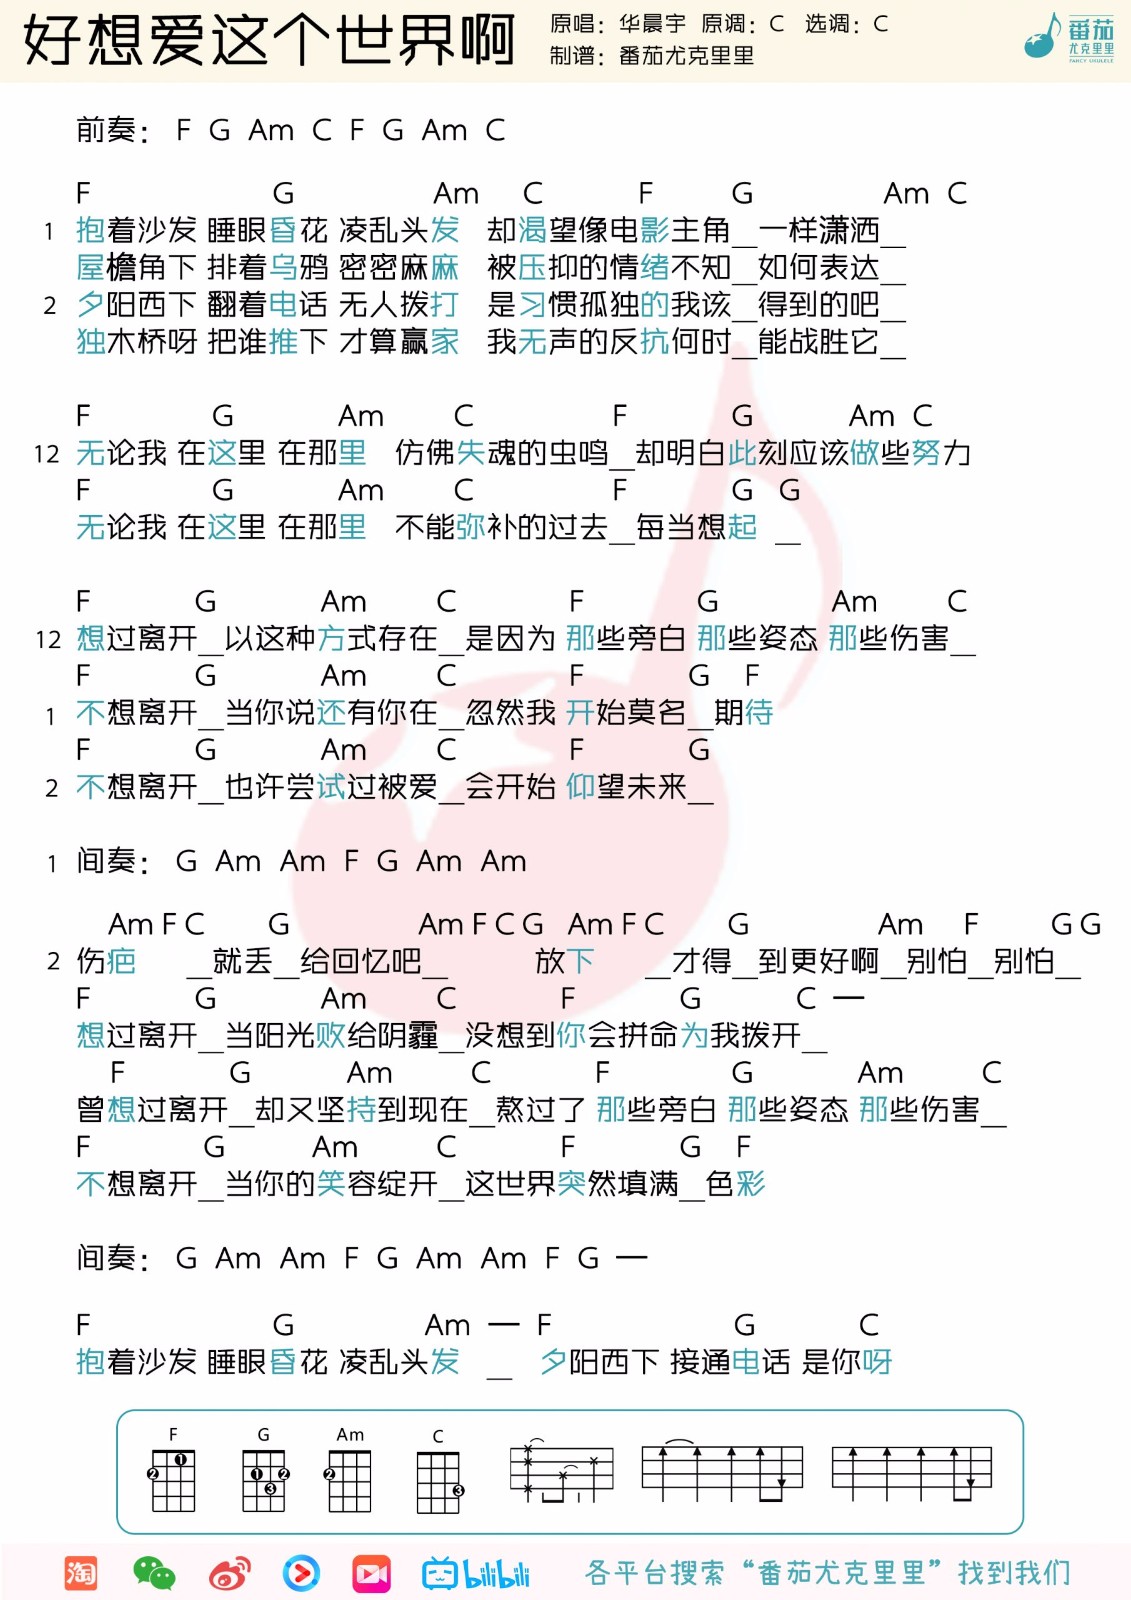 好想爱这个世界啊
原唱：华晨宇 原调：C 选调：C
制谱：番茄尤克里里
番茄
尤克里里
FANCY UKULELE
前奏： F G Am C F G Am C
F G Am C F G Am C
1 抱着沙发 睡眼昏花 凌乱头发 却渴望像电影主角_一样潇洒_
屋檐角下 排着乌鸦 密密麻麻 被压抑的情绪不知_如何表达_
2 夕阳西下 翻着电话 无人拨打 是习惯孤独的我该_得到的吧_
独木桥呀 把谁推下 才算赢家 我无声的反抗何时_能战胜它_
F G Am C F G Am C
12 无论我 在这里 在那里 仿佛失魂的虫鸣_却明白此刻应该做些努力
F G Am C F G G
无论我 在这里 在那里 不能弥补的过去_每当想起 _
F G Am C F G Am C
12 想过离开_以这种方式存在_是因为 那些旁白 那些姿态 那些伤害_
F G Am C F G F
1 不想离开_当你说还有你在_忽然我 开始莫名_期待
F G Am C F G
2 不想离开_也许尝试过被爱_会开始 仰望未来_
1 间奏： G Am Am F G Am Am
Am F C G Am F C G Am F C G Am F G G
2 伤疤 _就丢_给回忆吧_ 放下 _才得_到更好啊_别怕_别怕_
F G Am C F G C —
想过离开_当阳光败给阴霾_没想到你会拼命为我拨开_
F G Am C F G Am C
曾想过离开_却又坚持到现在_熬过了 那些旁白 那些姿态 那些伤害_
F G Am C F G F
不想离开_当你的笑容绽开_这世界突然填满_色彩
间奏： G Am Am F G Am Am F G —
F G Am — F G C
抱着沙发 睡眼昏花 凌乱头发 _ 夕阳西下 接通电话 是你呀
F G Am C
2 1 1 2 3 2 3
淘 bilibili 各平台搜索“番茄尤克里里”找到我们